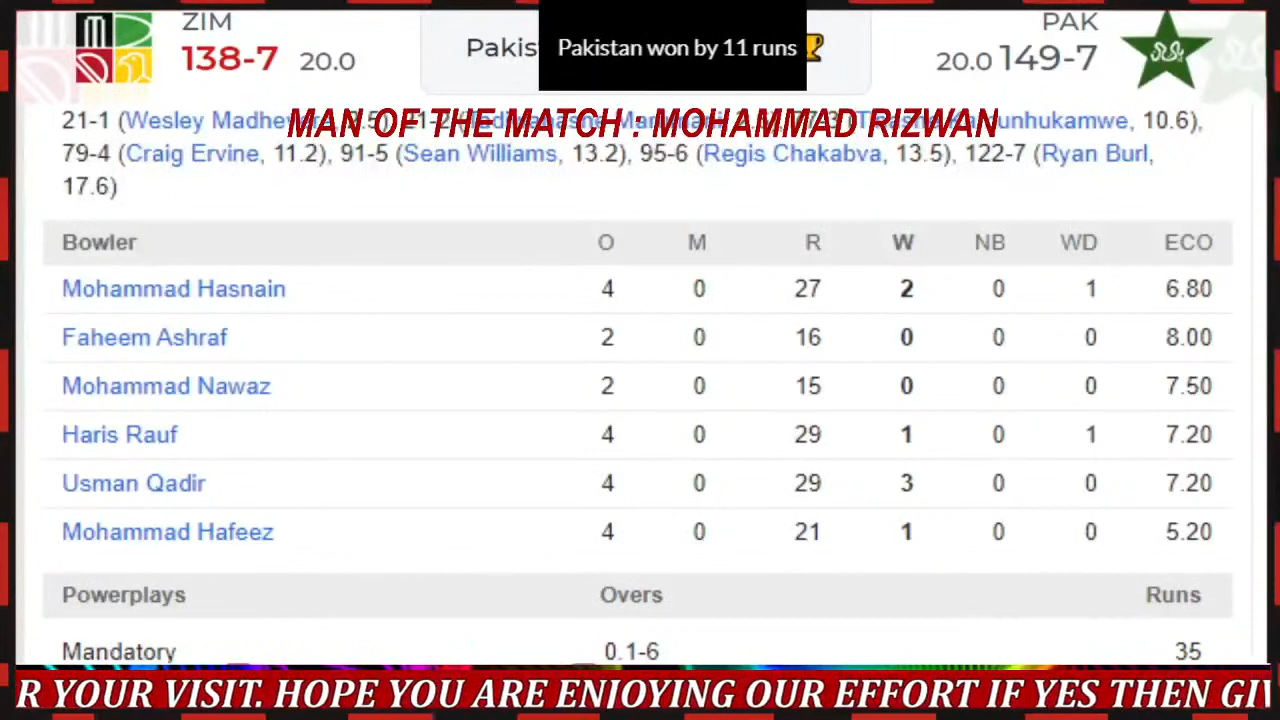 ZIM
138-7 20.0
Pakis
Pakistan won by 11 runs
PAK
20.0 149-7
MAN OF THE MATCH : MOHAMMAD RIZWAN
21-1 (Wesley 10.6),
79-4 (Craig Ervine, 11.2), 91-5 (Sean Williams, 13.2), 95-6 (Regis Chakabva, 13.5), 122-7 (Ryan Burl,
17.6)
Bowler O M R W NB WD ECO
Mohammad Hasnain 4 0 27 2 0 1 6.80
Faheem Ashraf 2 0 16 0 0 0 8.00
Mohammad Nawaz 2 0 15 0 0 0 7.50
Haris Rauf 4 0 29 1 0 1 7.20
Usman Qadir 4 0 29 3 0 0 7.20
Mohammad Hafeez 4 0 21 1 0 0 5.20
Powerplays Overs Runs
Mandatory 0.1-6 35
R YOUR VISIT. HOPE YOU ARE ENJOYING OUR EFFORT IF YES THEN GIV